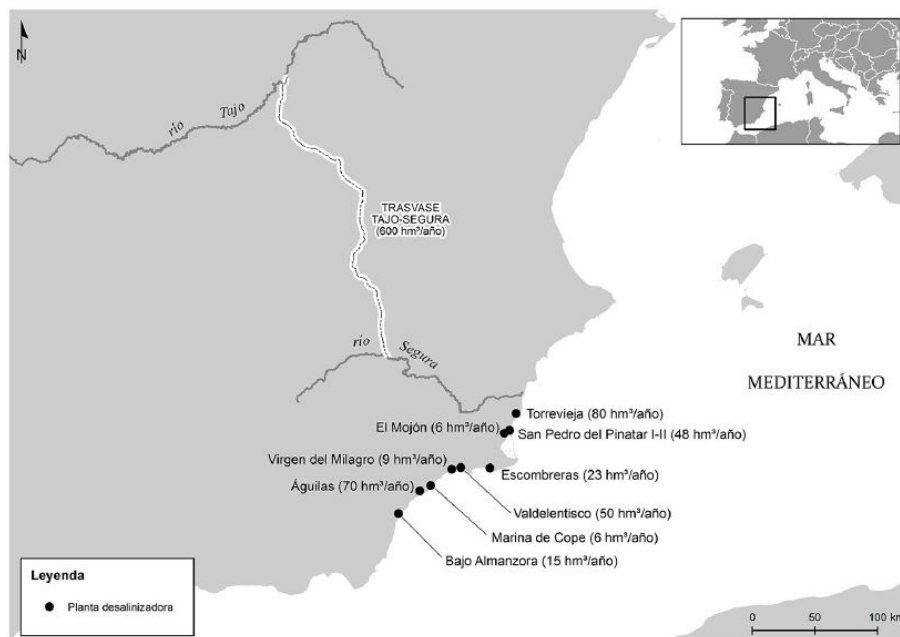 N
río Tajo
TRASVASE
TAJO-SEGURA
(600 hm³/año)
río Segura
MAR
MEDITERRÁNEO
Torrevieja (80 hm³/año)
El Mojón (6 hm³/año)
San Pedro del Pinatar I-II (48 hm³/año)
Virgen del Milagro (9 hm³/año)
Escombreras (23 hm³/año)
Águilas (70 hm³/año)
Valdelentisco (50 hm³/año)
Marina de Cope (6 hm³/año)
Bajo Almanzora (15 hm³/año)
Leyenda
Planta desalinizadora
0 50 100 km